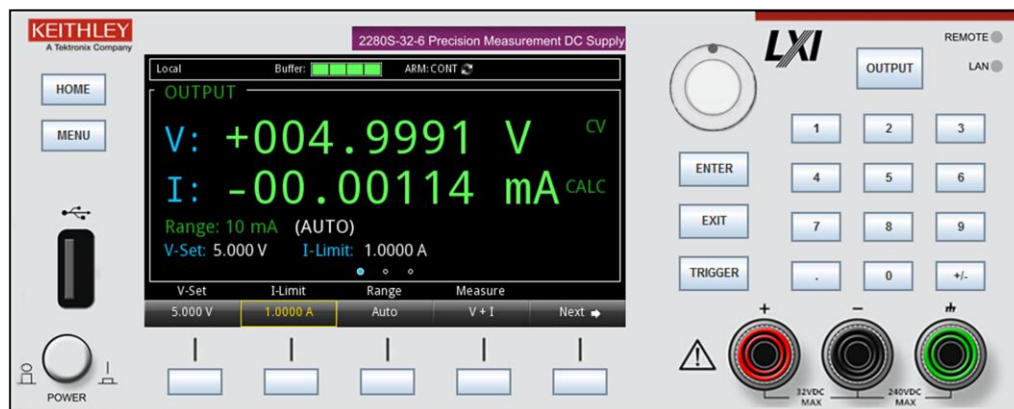 KEITHLEY
A Tektronix Company
2280S-32-6 Precision Measurement DC Supply
LXI
REMOTE
LAN
OUTPUT
HOME
MENU
Local Buffer: ARM: CONT
OUTPUT
V: +004.9991 V CV
I: -00.00114 mA CALC
Range: 10 mA (AUTO)
V-Set: 5.000 V I-Limit: 1.0000 A
V-Set I-Limit Range Measure
5.000 V 1.0000 A Auto V + I Next
POWER
ENTER
EXIT
TRIGGER
1 2 3
4 5 6
7 8 9
. 0 +/-
+ −
32VDC MAX
240VDC MAX